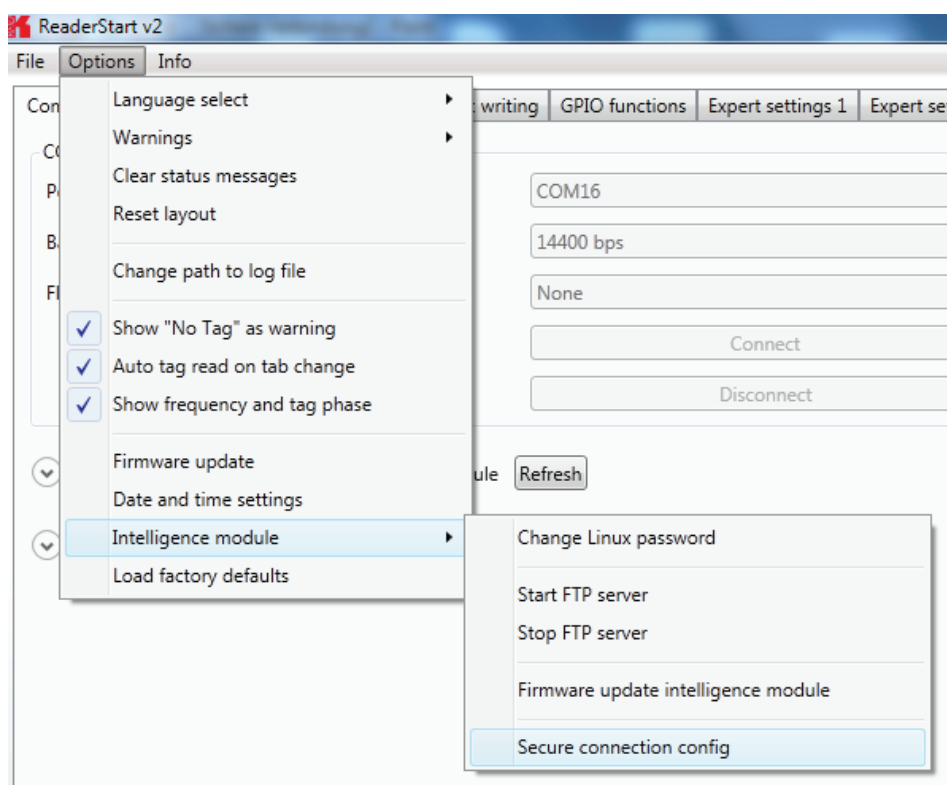 ReaderStart v2
File Options Info
Con writing GPIO functions Expert settings 1 Expert se
Language select
Warnings
Clear status messages
Reset layout
Change path to log file
Show "No Tag" as warning
Auto tag read on tab change
Show frequency and tag phase
Firmware update
Date and time settings
Intelligence module
Load factory defaults
COM16
14400 bps
None
Connect
Disconnect
ule Refresh
Change Linux password
Start FTP server
Stop FTP server
Firmware update intelligence module
Secure connection config